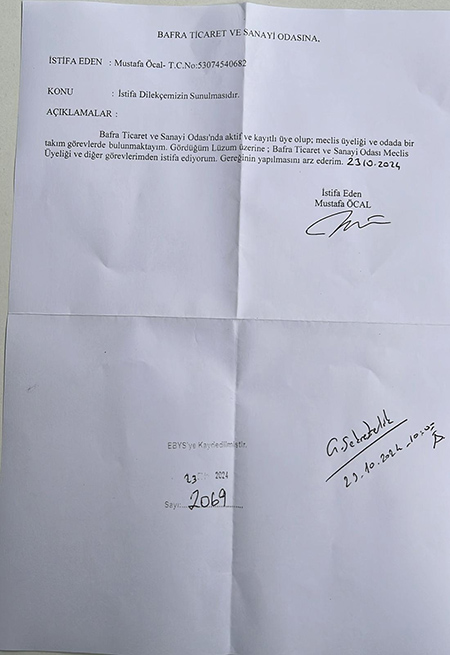 BAFRA TİCARET VE SANAYİ ODASINA.
İSTİFA EDEN : Mustafa Öcal- T.C.No:53074540682
KONU : İstifa Dilekçemizin Sunulmasıdır.
AÇIKLAMALAR :
Bafra Ticaret ve Sanayi Odası'nda aktif ve kayıtlı üye olup; meclis üyeliği ve odada bir
takım görevlerde bulunmaktayım. Gördüğüm Lüzum üzerine ; Bafra Ticaret ve Sanayi Odası Meclis
Üyeliği ve diğer görevlerimden istifa ediyorum. Gereğinin yapılmasını arz ederim. 23.10.2024
İstifa Eden
Mustafa ÖCAL
EBYS'ye Kaydedilmiştir.
23 2024
Sayı:....2069....
G.Sekreterlik
23.10.2024